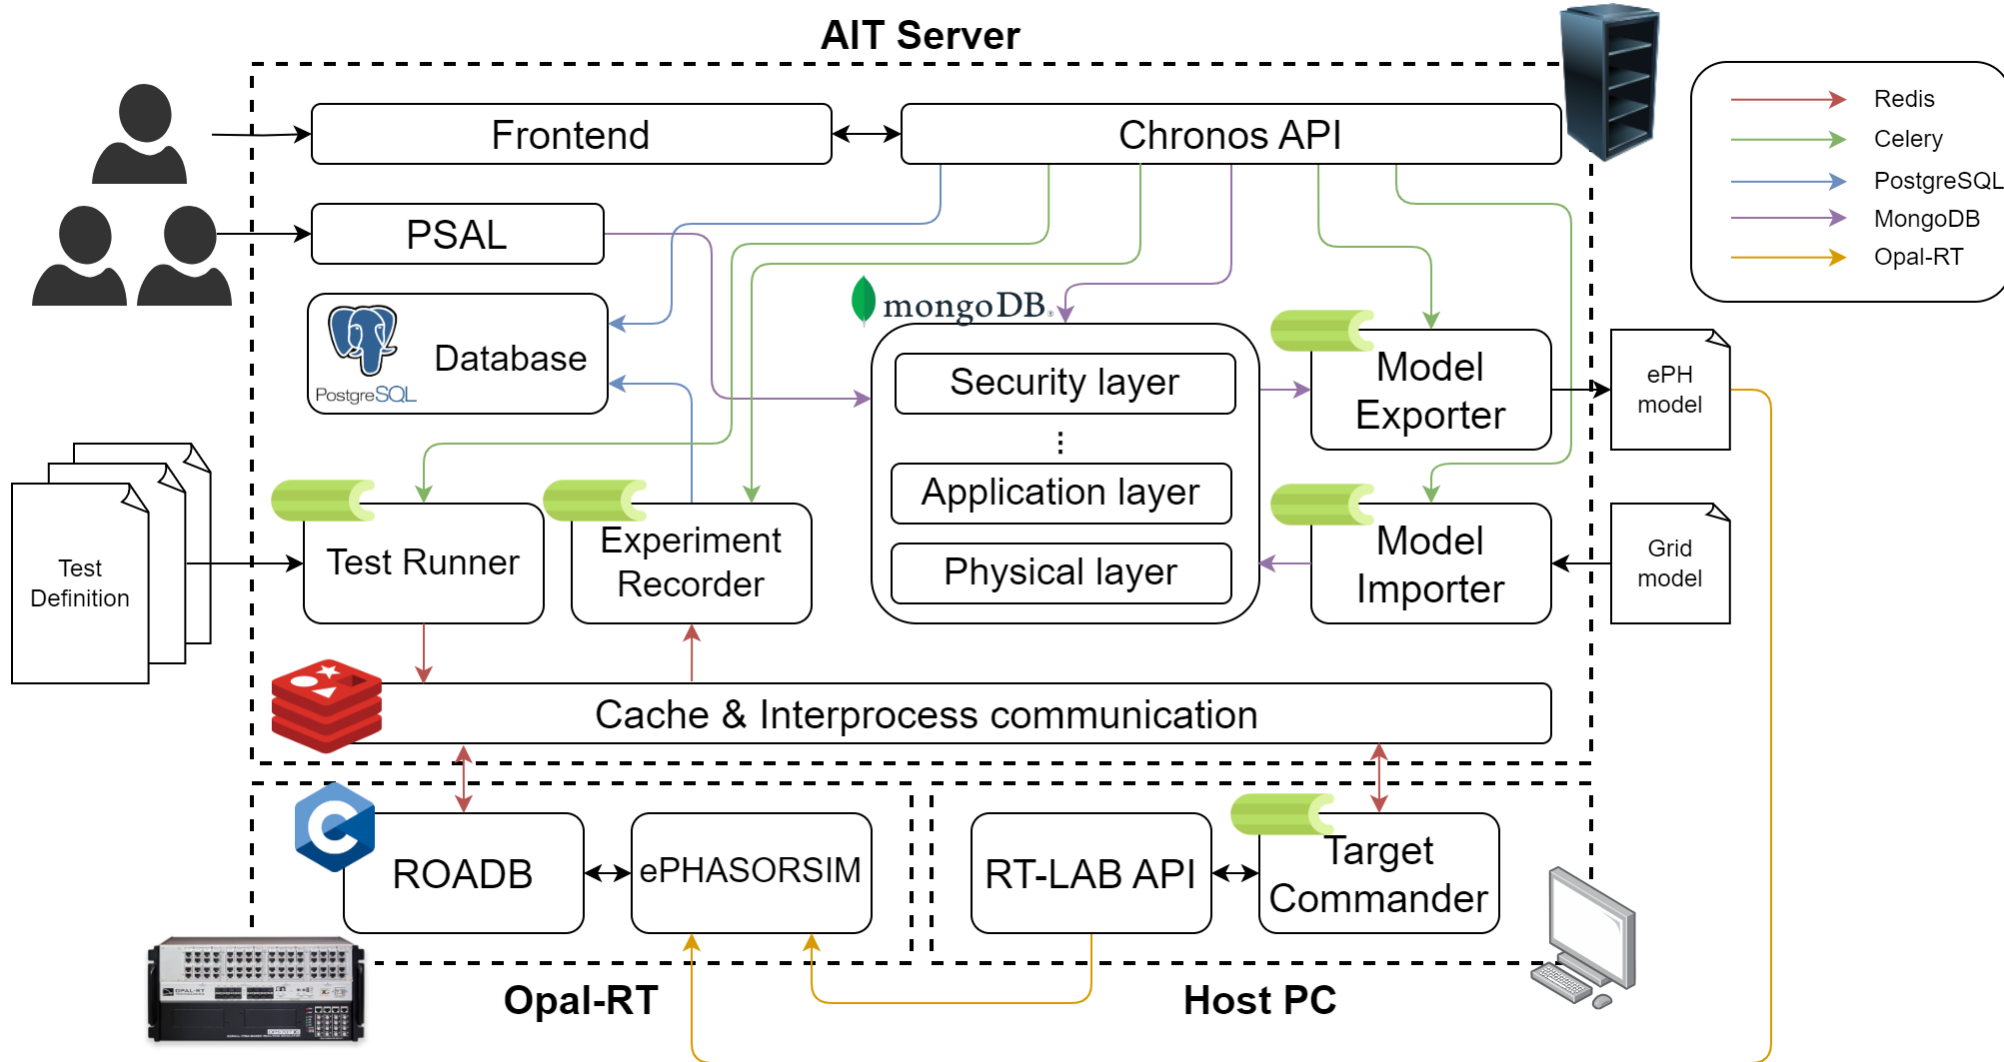 AIT Server
Frontend
Chronos API
Redis
Celery
PostgreSQL
MongoDB
Opal-RT
PSAL
mongoDB
PostgreSQL
Database
Security layer
⋮
Application layer
Physical layer
Model
Exporter
ePH
model
Test
Definition
Test Runner
Experiment
Recorder
Model
Importer
Grid
model
Cache & Interprocess communication
ROADB
ePHASORSIM
RT-LAB API
Target
Commander
OPAL-RT
Opal-RT
Host PC